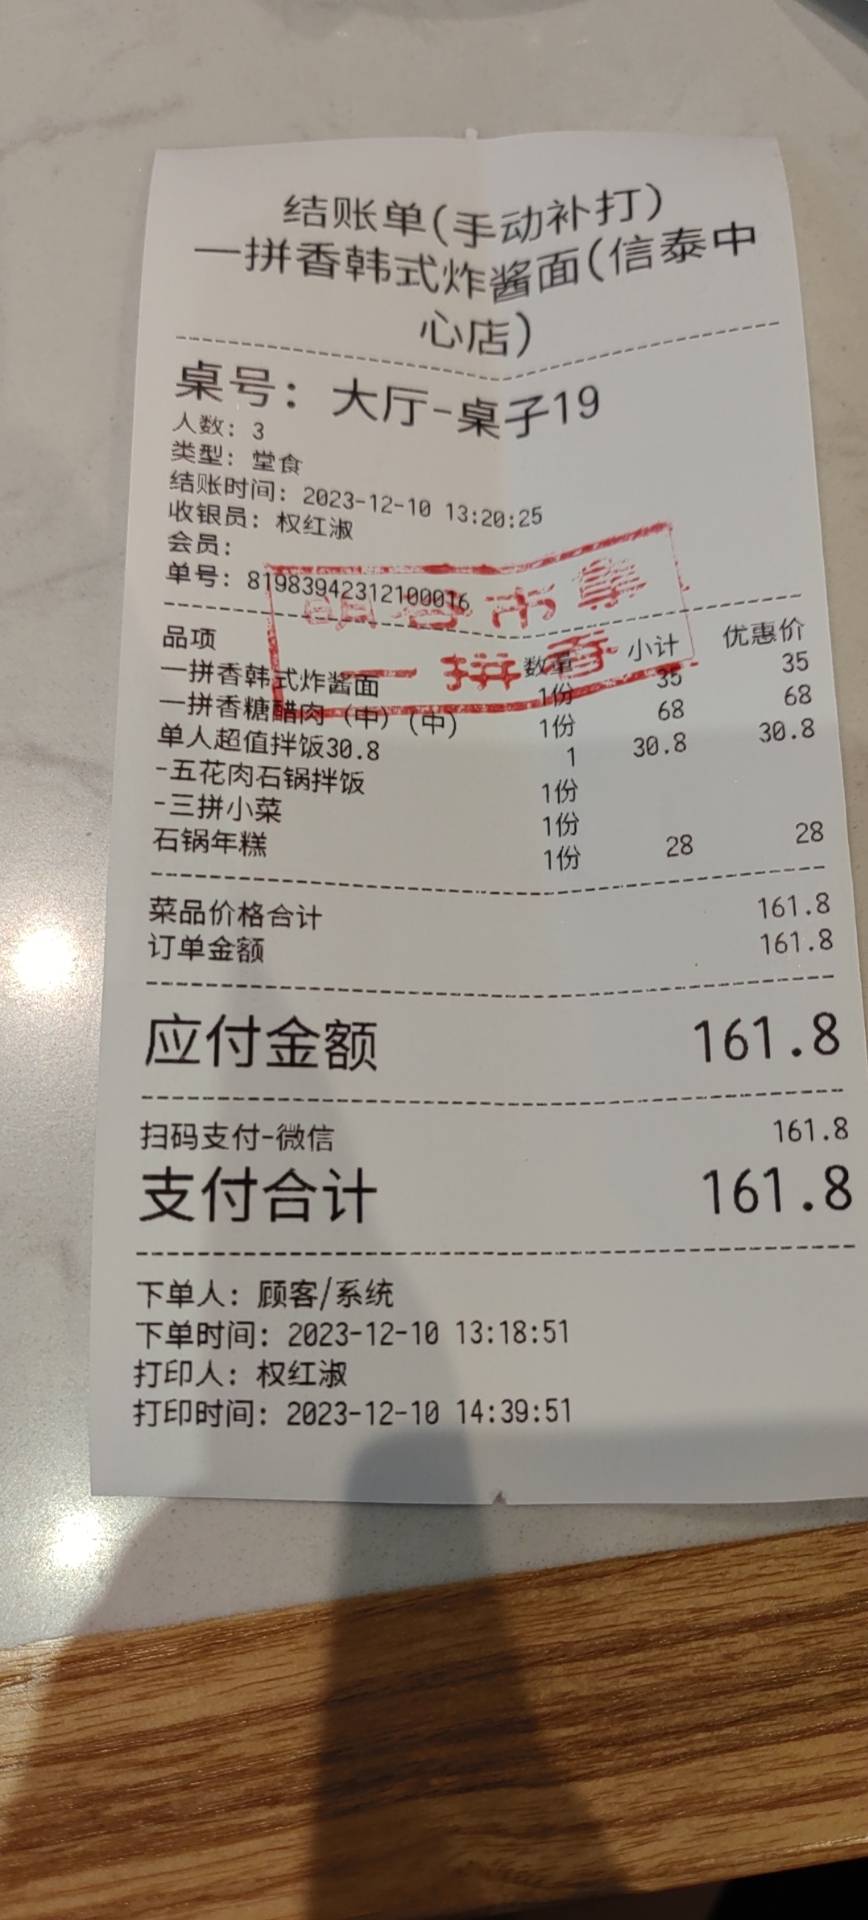 结账单(手动补打)
一拼香韩式炸酱面(信泰中
心店)
桌号: 大厅-桌子19
人数: 3
类型: 堂食
结账时间: 2023-12-10 13:20:25
收银员: 权红淑
会员:
单号: 81983942312100016
品项 数量 小计 优惠价
一拼香韩式炸酱面 1份 35 35
一拼香糖醋肉 (中) (中) 1份 68 68
单人超值拌饭30.8 1 30.8 30.8
-五花肉石锅拌饭 1份
-三拼小菜 1份
石锅年糕 1份 28 28
一拼香
菜品价格合计 161.8
订单金额 161.8
应付金额 161.8
扫码支付-微信 161.8
支付合计 161.8
下单人: 顾客/系统
下单时间: 2023-12-10 13:18:51
打印人: 权红淑
打印时间: 2023-12-10 14:39:51